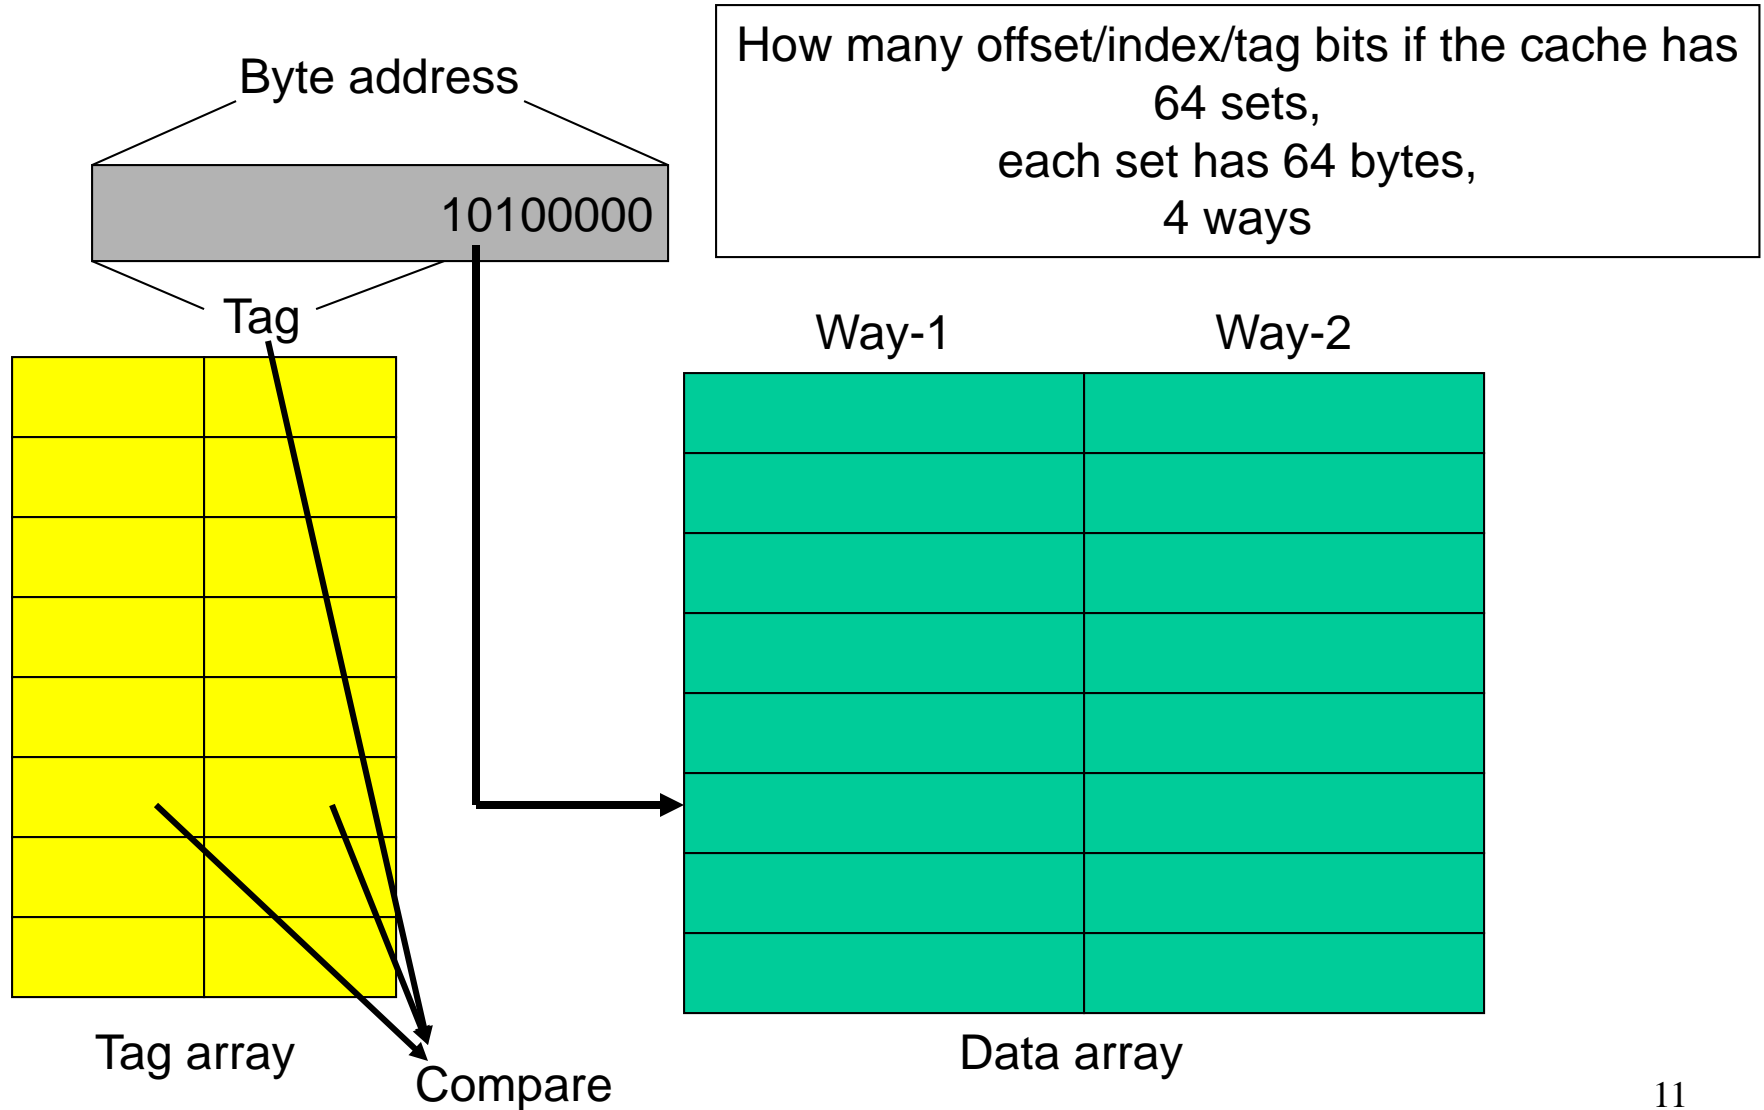 How many offset/index/tag bits if the cache has
64 sets,
each set has 64 bytes,
4 ways
Byte address
10100000
Tag
Way-1
Way-2
Tag array
Compare
Data array
11